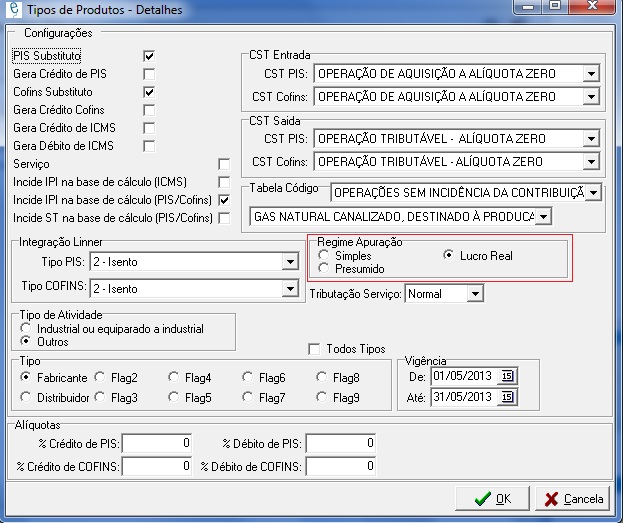 Tipos de Produtos - Detalhes
Configurações
PIS Substituto
Gera Crédito de PIS
Cofins Substituto
Gera Crédito Cofins
Gera Crédito de ICMS
Gera Débito de ICMS
Serviço
Incide IPI na base de cálculo (ICMS)
Incide IPI na base de cálculo (PIS/Cofins)
Incide ST na base de cálculo (PIS/Cofins)
CST Entrada
CST PIS: OPERAÇÃO DE AQUISIÇÃO A ALÍQUOTA ZERO
CST Cofins: OPERAÇÃO DE AQUISIÇÃO A ALÍQUOTA ZERO
CST Saida
CST PIS: OPERAÇÃO TRIBUTÁVEL - ALÍQUOTA ZERO
CST Cofins: OPERAÇÃO TRIBUTÁVEL - ALÍQUOTA ZERO
Tabela Código OPERAÇÕES SEM INCIDÊNCIA DA CONTRIBUIÇÃ
GAS NATURAL CANALIZADO, DESTINADO À PRODUCA
Integração Linner
Tipo PIS: 2 - Isento
Tipo COFINS: 2 - Isento
Regime Apuração
Simples Lucro Real
Presumido
Tributação Serviço: Normal
Tipo de Atividade
Industrial ou equiparado a industrial
Outros
Todos Tipos
Tipo
Fabricante Flag2 Flag4 Flag6 Flag8
Distribuidor Flag3 Flag5 Flag7 Flag9
Vigência
De: 01/05/2013 15
Até: 31/05/2013 15
Alíquotas
% Crédito de PIS: 0 % Débito de PIS: 0
% Crédito de COFINS: 0 % Débito de COFINS: 0
OK Cancela